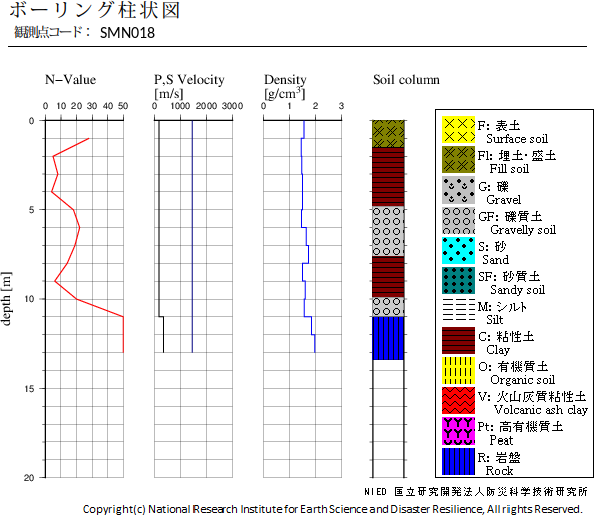 ボーリング柱状図
観測点コード： SMN018
N−Value P,S Velocity Density Soil column
[m/s] [g/cm³]
0 10 20 30 40 50 0 1000 2000 3000 0 1 2 3
0
5
10
15
20
depth [m]
F: 表土
Surface soil
Fl: 埋土・盛土
Fill soil
G: 礫
Gravel
GF: 礫質土
Gravelly soil
S: 砂
Sand
SF: 砂質土
Sandy soil
M: シルト
Silt
C: 粘性土
Clay
O: 有機質土
Organic soil
V: 火山灰質粘性土
Volcanic ash clay
Pt: 高有機質土
Peat
R: 岩盤
Rock
NIED 国立研究開発法人防災科学技術研究所
Copyright(c) National Research Institute for Earth Science and Disaster Resilience, All rights Reserved.